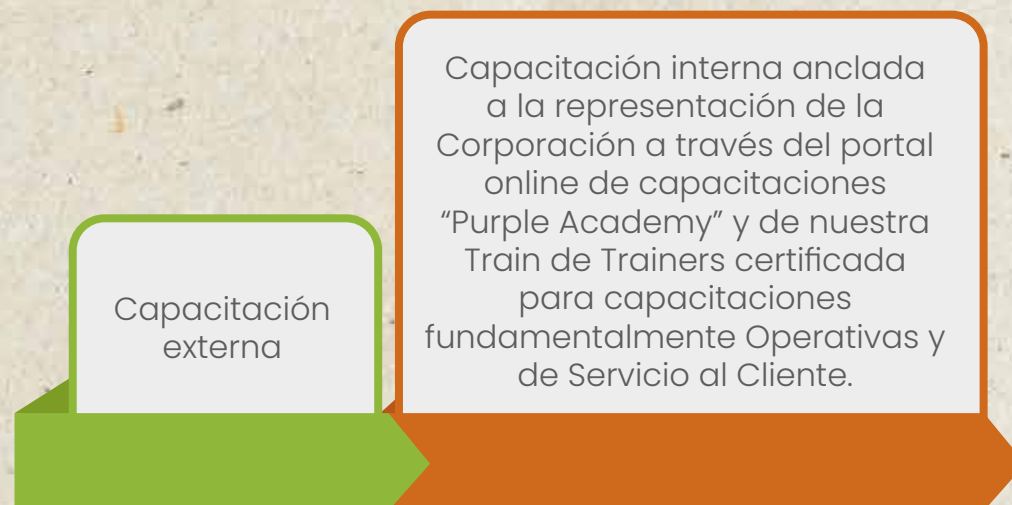 Capacitación
externa
Capacitación interna anclada
a la representación de la
Corporación a través del portal
online de capacitaciones
“Purple Academy” y de nuestra
Train de Trainers certificada
para capacitaciones
fundamentalmente Operativas y
de Servicio al Cliente.